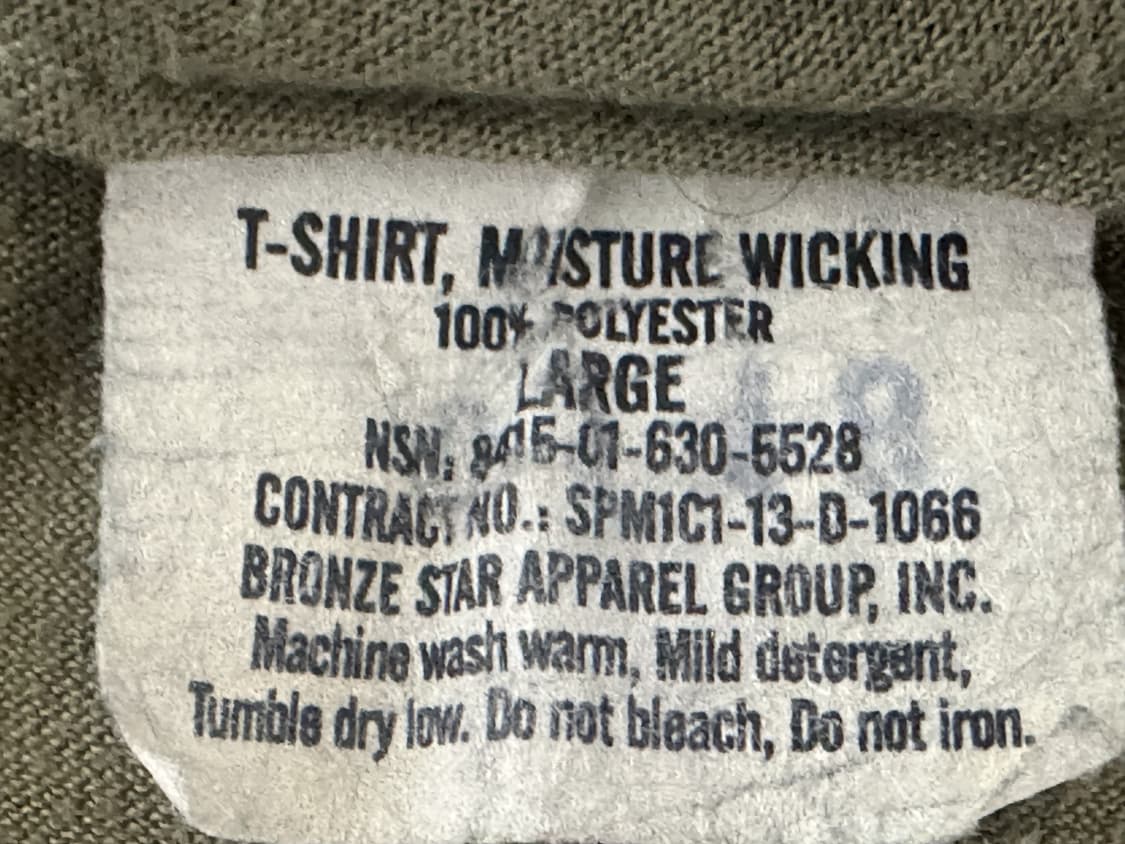 T-SHIRT, MOISTURE WICKING
100% POLYESTER
LARGE
NSN: 8415-01-630-5528
CONTRACT NO.: SPM1C1-13-D-1066
BRONZE STAR APPAREL GROUP, INC.
Machine wash warm, Mild detergent,
Tumble dry low. Do not bleach, Do not iron.